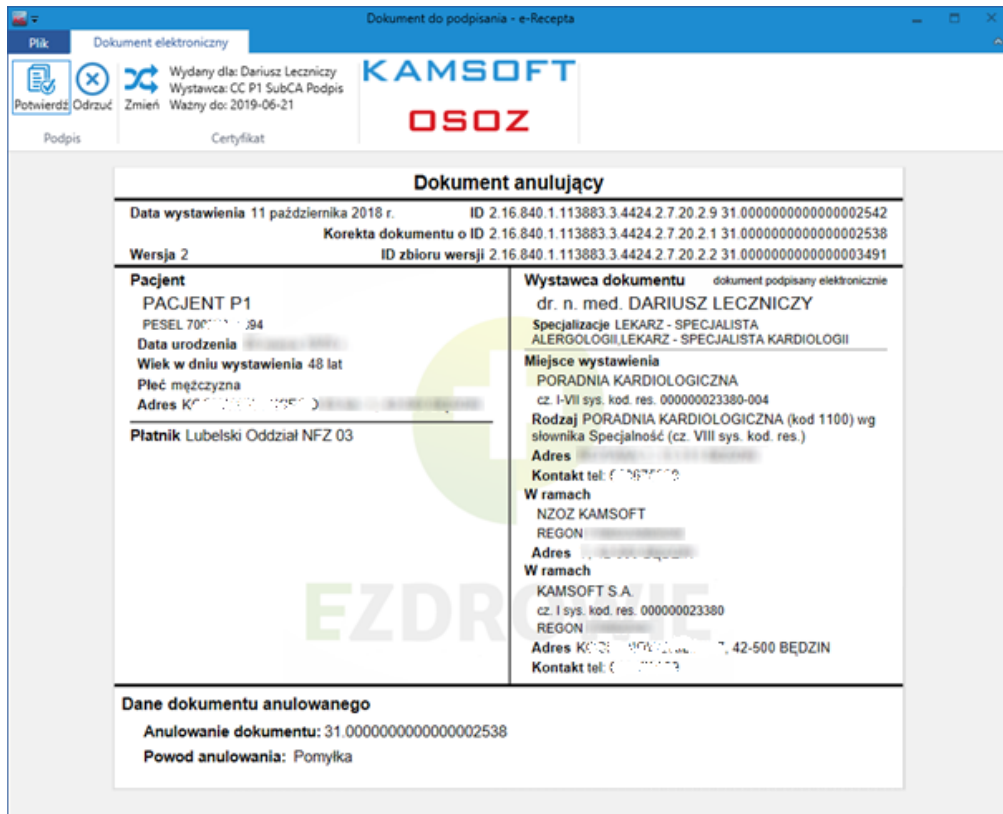 Dokument do podpisania - e-Recepta
Plik
Dokument elektroniczny
Potwierdź
Odrzuć
Zmień
Wydany dla: Dariusz Leczniczy
Wystawca: CC P1 SubCA Podpis
Ważny do: 2019-06-21
Podpis
Certyfikat
KAMSOFT
OSOZ
Dokument anulujący
Data wystawienia 11 października 2018 r.
ID 2.16.840.1.113883.3.4424.2.7.20.2.9 31.0000000000000002542
Korekta dokumentu o ID 2.16.840.1.113883.3.4424.2.7.20.2.1 31.0000000000000002538
Wersja 2
ID zbioru wersji 2.16.840.1.113883.3.4424.2.7.20.2.2 31.0000000000000003491
Pacjent
PACJENT P1
PESEL
Data urodzenia
Wiek w dniu wystawienia 48 lat
Płeć mężczyzna
Adres
Płatnik Lubelski Oddział NFZ 03
Wystawca dokumentu
dokument podpisany elektronicznie
dr. n. med. DARIUSZ LECZNICZY
Specjalizacje LEKARZ - SPECJALISTA
ALERGOLOGII,LEKARZ - SPECJALISTA KARDIOLOGII
Miejsce wystawienia
PORADNIA KARDIOLOGICZNA
cz. I-VII sys. kod. res. 000000023380-004
Rodzaj PORADNIA KARDIOLOGICZNA (kod 1100) wg
słownika Specjalność (cz. VIII sys. kod. res.)
Adres
Kontakt tel:
W ramach
NZOZ KAMSOFT
REGON
Adres
W ramach
KAMSOFT S.A.
cz. I sys. kod. res. 000000023380
REGON
Adres 42-500 BĘDZIN
Kontakt tel:
EZDROWIE
Dane dokumentu anulowanego
Anulowanie dokumentu: 31.0000000000000002538
Powod anulowania: Pomyłka